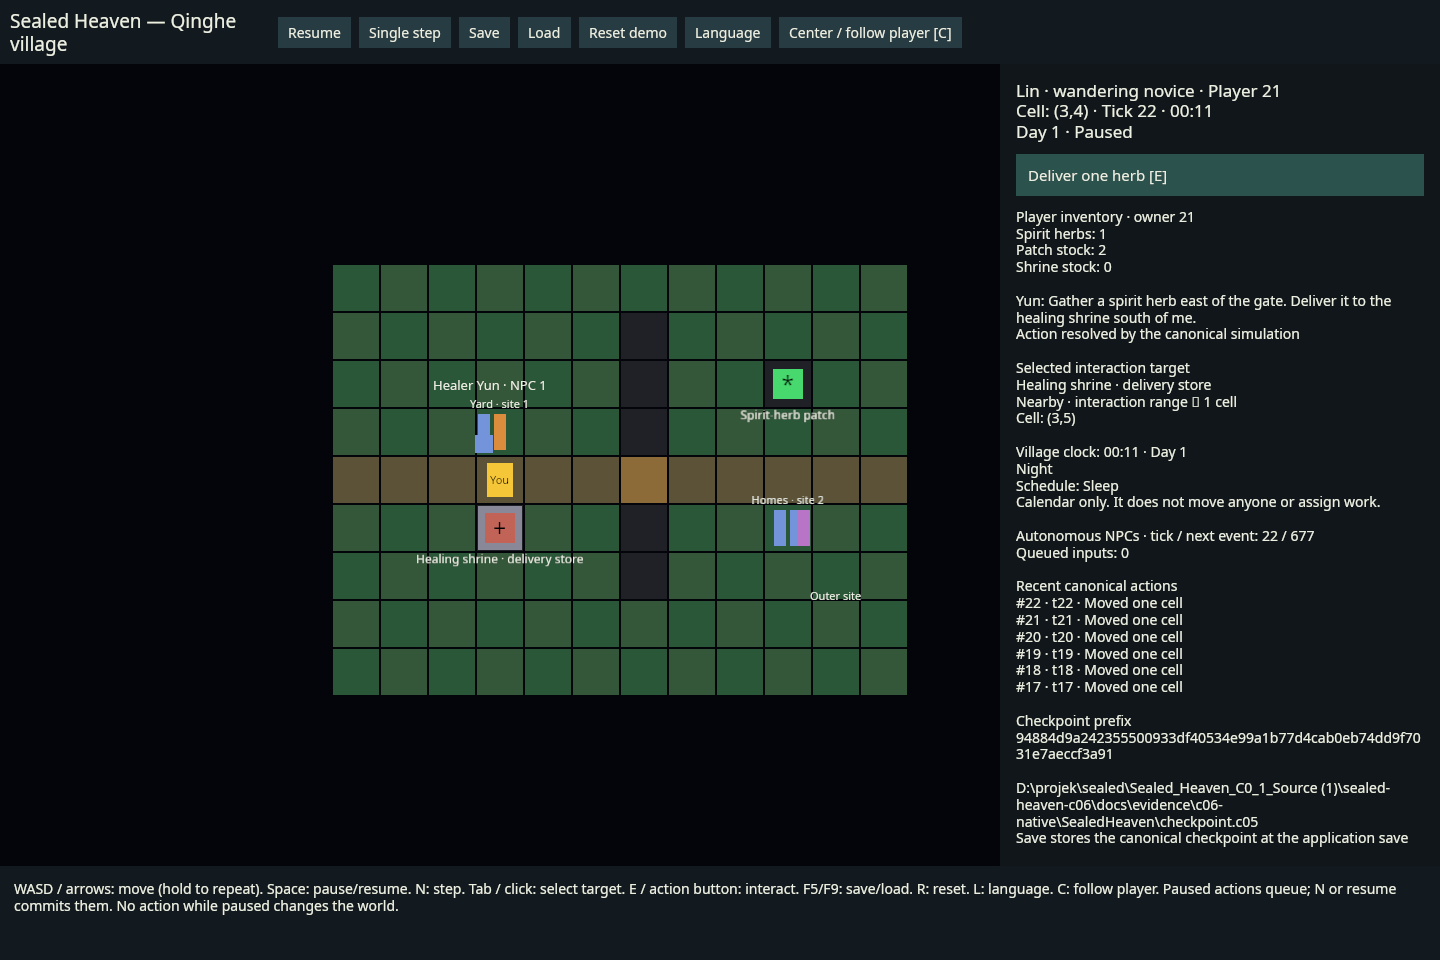 Sealed Heaven — Qinghe
village
Resume
Single step
Save
Load
Reset demo
Language
Center / follow player [C]
Lin · wandering novice · Player 21
Cell: (3,4) · Tick 22 · 00:11
Day 1 · Paused
Deliver one herb [E]
Player inventory · owner 21
Spirit herbs: 1
Patch stock: 2
Shrine stock: 0
Yun: Gather a spirit herb east of the gate. Deliver it to the
healing shrine south of me.
Action resolved by the canonical simulation
Selected interaction target
Healing shrine · delivery store
Nearby · interaction range ▯ 1 cell
Cell: (3,5)
Village clock: 00:11 · Day 1
Night
Schedule: Sleep
Calendar only. It does not move anyone or assign work.
Autonomous NPCs · tick / next event: 22 / 677
Queued inputs: 0
Recent canonical actions
#22 · t22 · Moved one cell
#21 · t21 · Moved one cell
#20 · t20 · Moved one cell
#19 · t19 · Moved one cell
#18 · t18 · Moved one cell
#17 · t17 · Moved one cell
Checkpoint prefix
94884d9a242355500933df40534e99a1b77d4cab0eb74dd9f70
31e7aeccf3a91
D:\projek\sealed\Sealed_Heaven_C0_1_Source (1)\sealed-
heaven-c06\docs\evidence\c06-
native\SealedHeaven\checkpoint.c05
Save stores the canonical checkpoint at the application save
Healer Yun · NPC 1
Yard · site 1
*
Spirit herb patch
You
Homes · site 2
+
Healing shrine · delivery store
Outer site
WASD / arrows: move (hold to repeat). Space: pause/resume. N: step. Tab / click: select target. E / action button: interact. F5/F9: save/load. R: reset. L: language. C: follow player. Paused actions queue; N or resume
commits them. No action while paused changes the world.